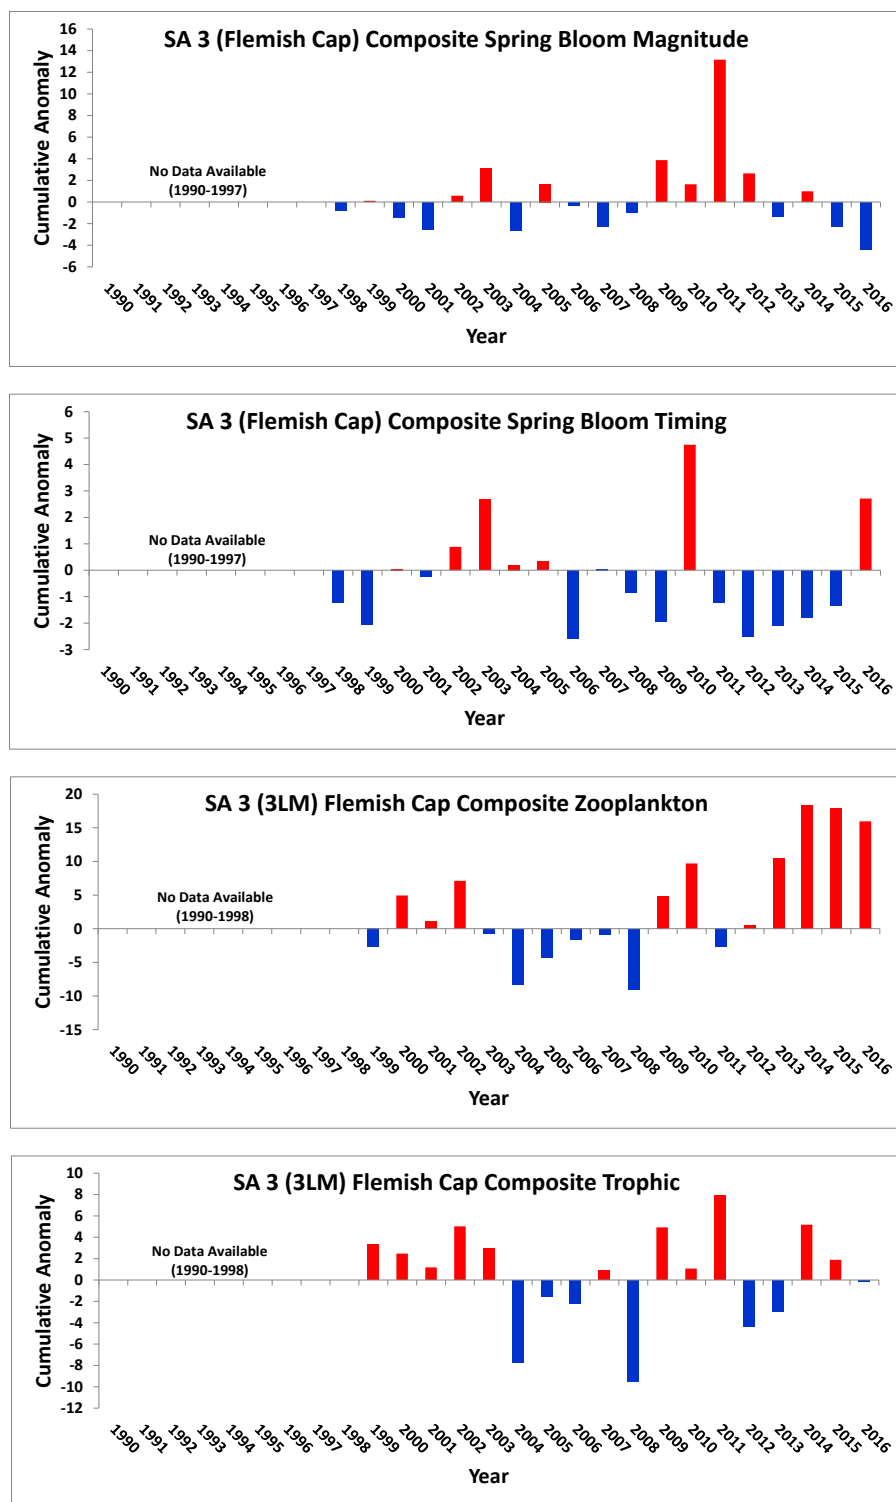 SA 3 (Flemish Cap) Composite Spring Bloom Magnitude
Cumulative Anomaly
16
14
12
10
8
6
4
2
0
-2
-4
-6
No Data Available
(1990-1997)
1990 1991 1992 1993 1994 1995 1996 1997 1998 1999 2000 2001 2002 2003 2004 2005 2006 2007 2008 2009 2010 2011 2012 2013 2014 2015 2016
Year
SA 3 (Flemish Cap) Composite Spring Bloom Timing
Cumulative Anomaly
6
5
4
3
2
1
0
-1
-2
-3
No Data Available
(1990-1997)
1990 1991 1992 1993 1994 1995 1996 1997 1998 1999 2000 2001 2002 2003 2004 2005 2006 2007 2008 2009 2010 2011 2012 2013 2014 2015 2016
Year
SA 3 (3LM) Flemish Cap Composite Zooplankton
Cumulative Anomaly
20
15
10
5
0
-5
-10
-15
No Data Available
(1990-1998)
1990 1991 1992 1993 1994 1995 1996 1997 1998 1999 2000 2001 2002 2003 2004 2005 2006 2007 2008 2009 2010 2011 2012 2013 2014 2015 2016
Year
SA 3 (3LM) Flemish Cap Composite Trophic
Cumulative Anomaly
10
8
6
4
2
0
-2
-4
-6
-8
-10
-12
No Data Available
(1990-1998)
1990 1991 1992 1993 1994 1995 1996 1997 1998 1999 2000 2001 2002 2003 2004 2005 2006 2007 2008 2009 2010 2011 2012 2013 2014 2015 2016
Year